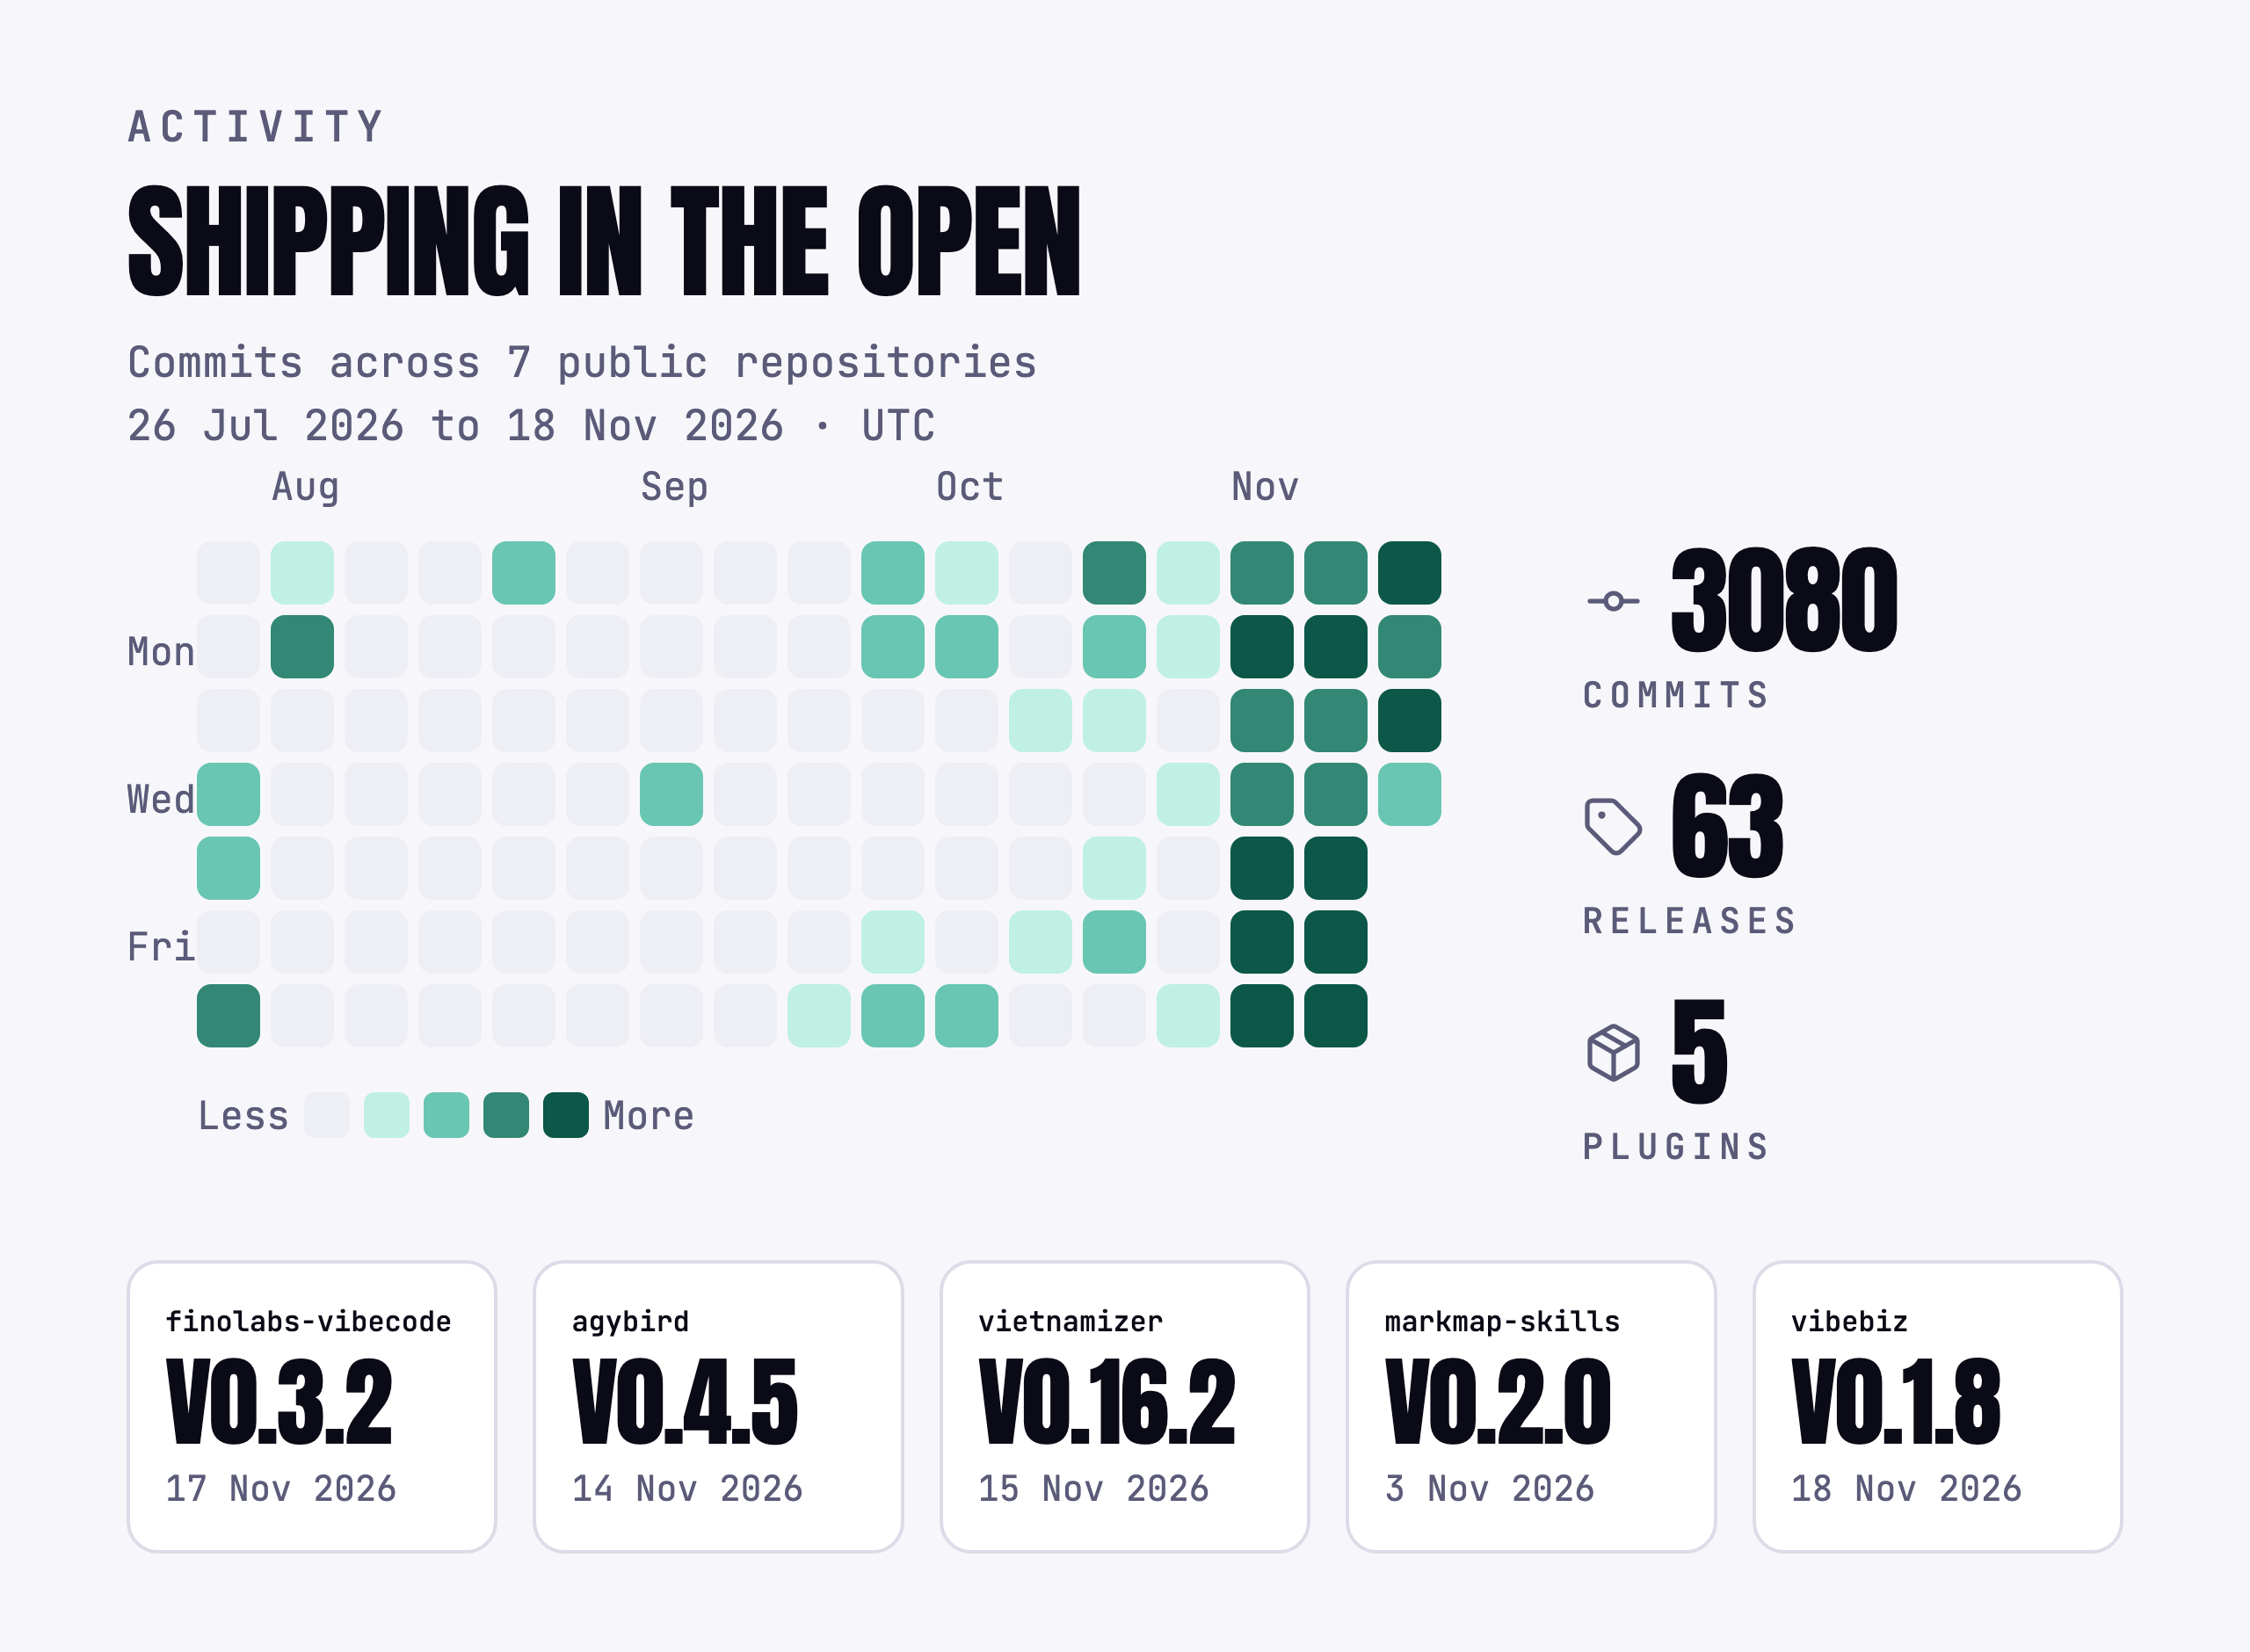 ACTIVITY
SHIPPING IN THE OPEN
Commits across 7 public repositories
26 Jul 2026 to 18 Nov 2026 · UTC
Aug Sep Oct Nov
Mon
Wed
Fri
Less More
3080
COMMITS
63
RELEASES
5
PLUGINS
finolabs-vibecode
V0.3.2
17 Nov 2026
agybird
V0.4.5
14 Nov 2026
vietnamizer
V0.16.2
15 Nov 2026
markmap-skills
V0.2.0
3 Nov 2026
vibebiz
V0.1.8
18 Nov 2026